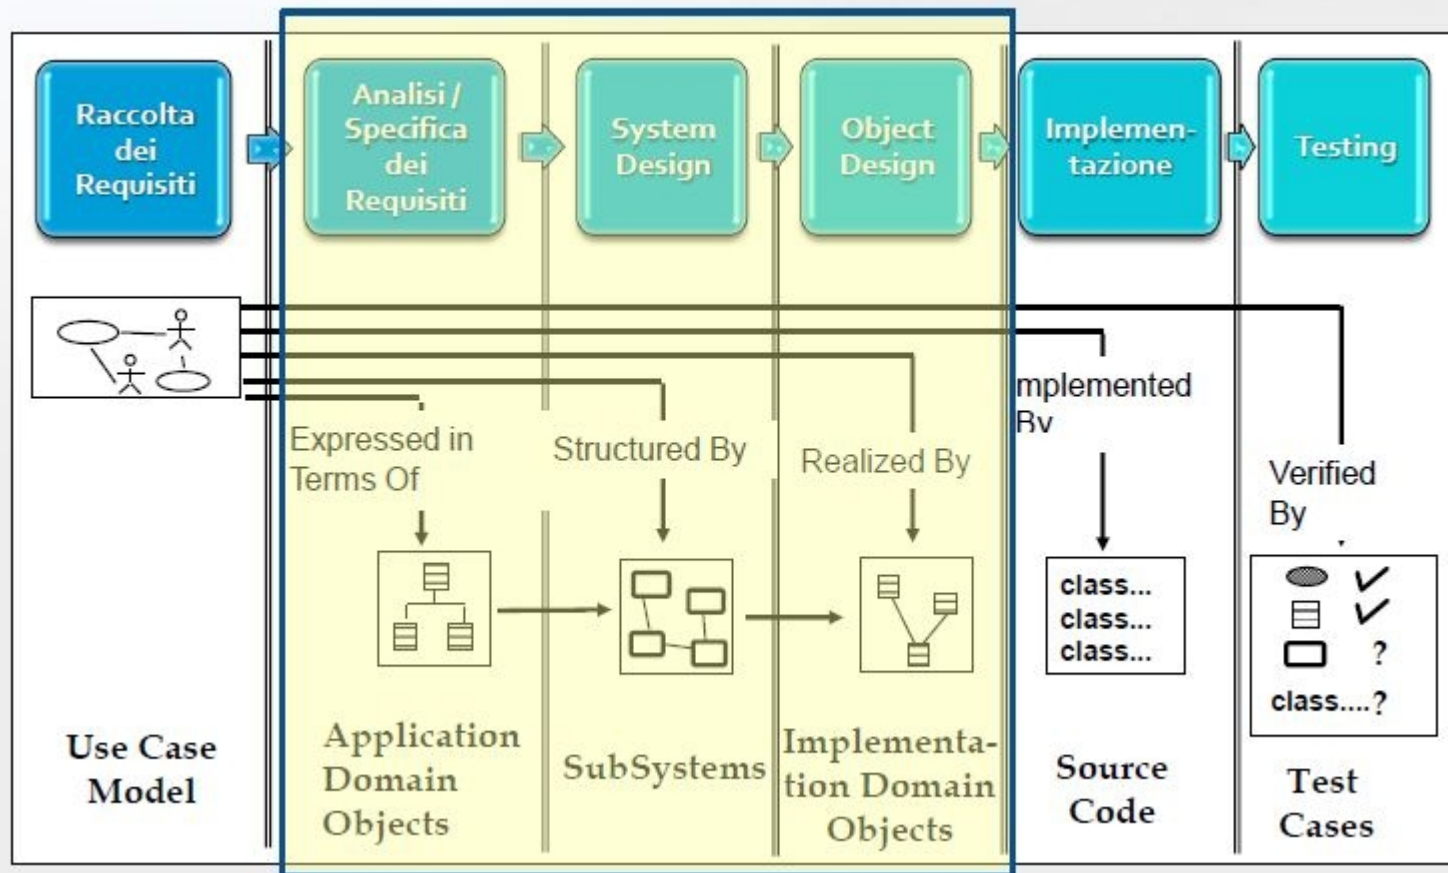 Raccolta
dei
Requisiti
Analisi /
Specifica
dei
Requisiti
System
Design
Object
Design
Implemen-
tazione
Testing
Expressed in
Terms Of
Structured By
Realized By
mplemented
By
Verified
By
class...
class...
class...
?
class....?
Use Case
Model
Application
Domain
Objects
SubSystems
Implementa-
tion Domain
Objects
Source
Code
Test
Cases